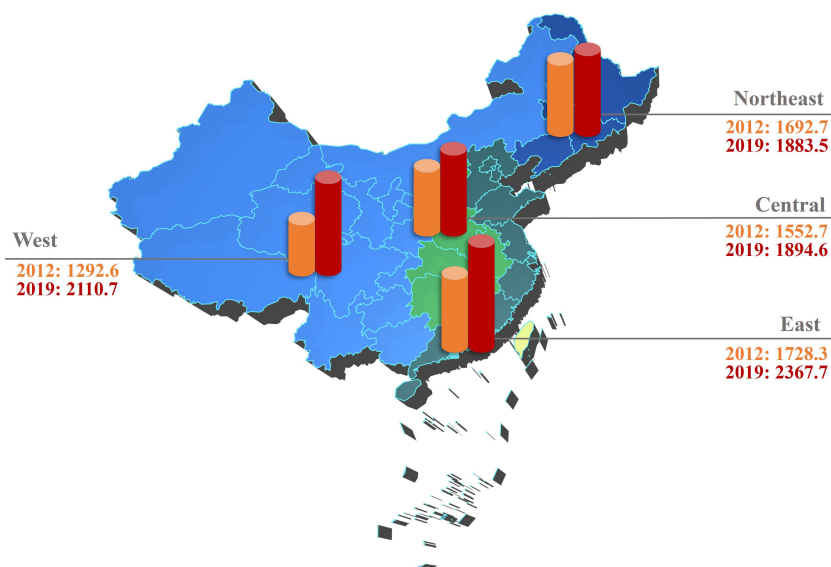 Northeast
2012: 1692.7
2019: 1883.5
Central
2012: 1552.7
2019: 1894.6
West
2012: 1292.6
2019: 2110.7
East
2012: 1728.3
2019: 2367.7